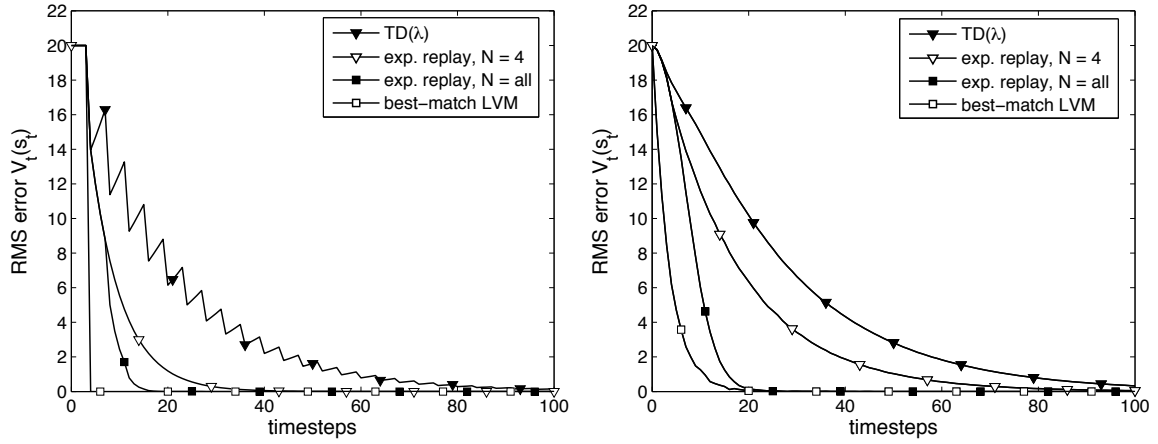 22
20
18
16
14
12
10
8
6
4
2
0
RMS error V_t(s_t)
TD(λ)
exp. replay, N = 4
exp. replay, N = all
best−match LVM
0 20 40 60 80 100
timesteps
22
20
18
16
14
12
10
8
6
4
2
0
RMS error V_t(s_t)
TD(λ)
exp. replay, N = 4
exp. replay, N = all
best−match LVM
0 20 40 60 80 100
timesteps